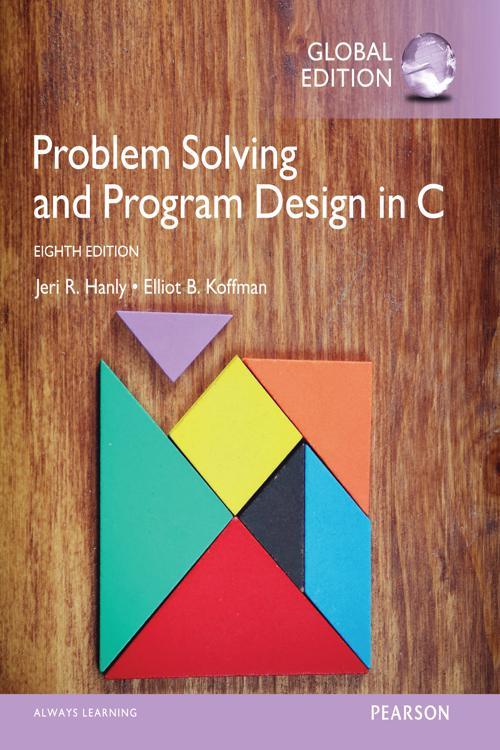 GLOBAL
EDITION
Problem Solving
and Program Design in C
EIGHTH EDITION
Jeri R. Hanly • Elliot B. Koffman
ALWAYS LEARNING
PEARSON